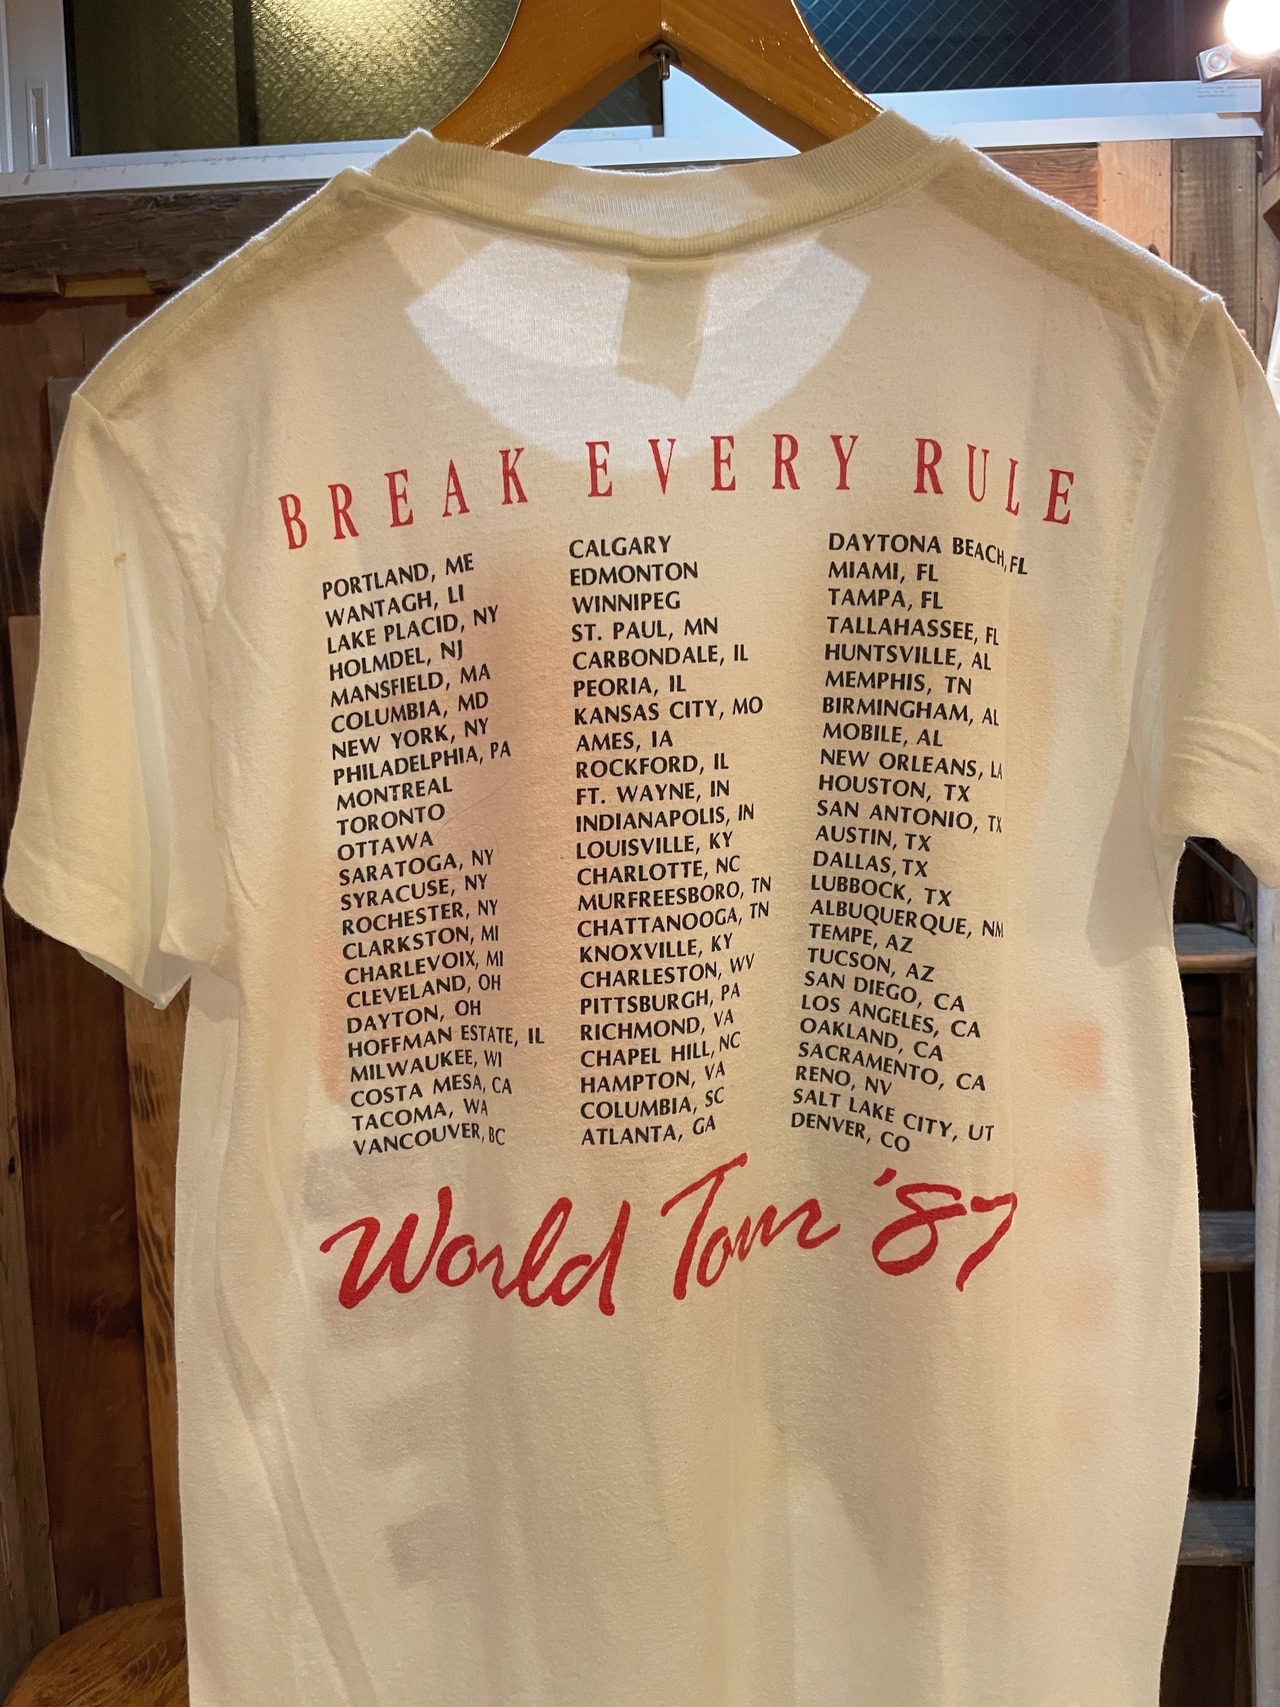 BREAK EVERY RULE
PORTLAND, ME
WANTAGH, LI
LAKE PLACID, NY
HOLMDEL, NJ
MANSFIELD, MA
COLUMBIA, MD
NEW YORK, NY
PHILADELPHIA, PA
MONTREAL
TORONTO
OTTAWA
SARATOGA, NY
SYRACUSE, NY
ROCHESTER, NY
CLARKSTON, MI
CHARLEVOIX, MI
CLEVELAND, OH
DAYTON, OH
HOFFMAN ESTATE, IL
MILWAUKEE, WI
COSTA MESA, CA
TACOMA, WA
VANCOUVER, BC
CALGARY
EDMONTON
WINNIPEG
ST. PAUL, MN
CARBONDALE, IL
PEORIA, IL
KANSAS CITY, MO
AMES, IA
ROCKFORD, IL
FT. WAYNE, IN
INDIANAPOLIS, IN
LOUISVILLE, KY
CHARLOTTE, NC
MURFREESBORO, TN
CHATTANOOGA, TN
KNOXVILLE, KY
CHARLESTON, WV
PITTSBURGH, PA
RICHMOND, VA
CHAPEL HILL, NC
HAMPTON, VA
COLUMBIA, SC
ATLANTA, GA
DAYTONA BEACH, FL
MIAMI, FL
TAMPA, FL
TALLAHASSEE, FL
HUNTSVILLE, AL
MEMPHIS, TN
BIRMINGHAM, AL
MOBILE, AL
NEW ORLEANS, LA
HOUSTON, TX
SAN ANTONIO, TX
AUSTIN, TX
DALLAS, TX
LUBBOCK, TX
ALBUQUERQUE, NM
TEMPE, AZ
TUCSON, AZ
SAN DIEGO, CA
LOS ANGELES, CA
OAKLAND, CA
SACRAMENTO, CA
RENO, NV
SALT LAKE CITY, UT
DENVER, CO
World Tour '87